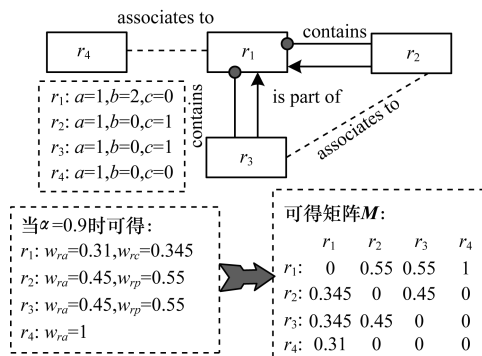 associates to
contains
r4
r1
r2
is part of
contains
associates to
r3
r1: a=1,b=2,c=0
r2: a=1,b=0,c=1
r3: a=1,b=0,c=1
r4: a=1,b=0,c=0
当α=0.9时可得:
r1: wra=0.31,wrc=0.345
r2: wra=0.45,wrp=0.55
r3: wra=0.45,wrp=0.55
r4: wra=1
可得矩阵M:
r1 r2 r3 r4
r1: 0 0.55 0.55 1
r2: 0.345 0 0.45 0
r3: 0.345 0.45 0 0
r4: 0.31 0 0 0